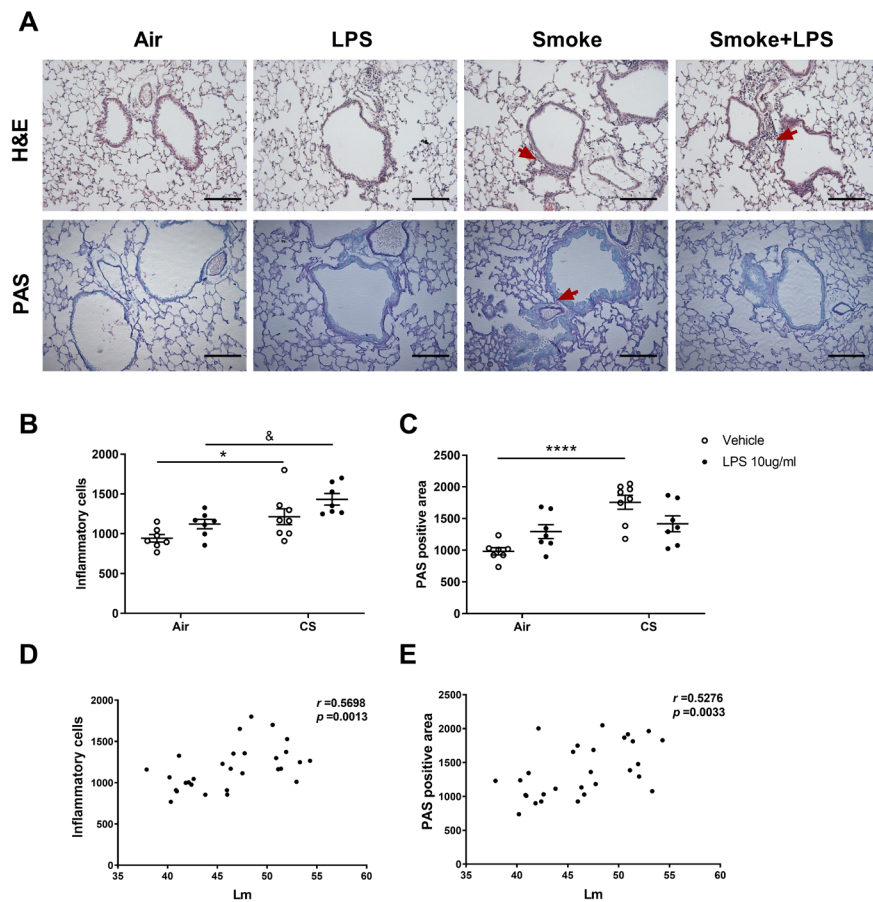 A
Air LPS Smoke Smoke+LPS
H&E
PAS
B
&
*
2000
1500
1000
500
0
Inflammatory cells
Air CS
C
****
2500
2000
1500
1000
500
0
PAS positive area
Air CS
Vehicle
LPS 10ug/ml
D
r =0.5698
p =0.0013
2000
1500
1000
500
0
Inflammatory cells
35 40 45 50 55 60
Lm
E
r =0.5276
p =0.0033
2500
2000
1500
1000
500
0
PAS positive area
35 40 45 50 55 60
Lm